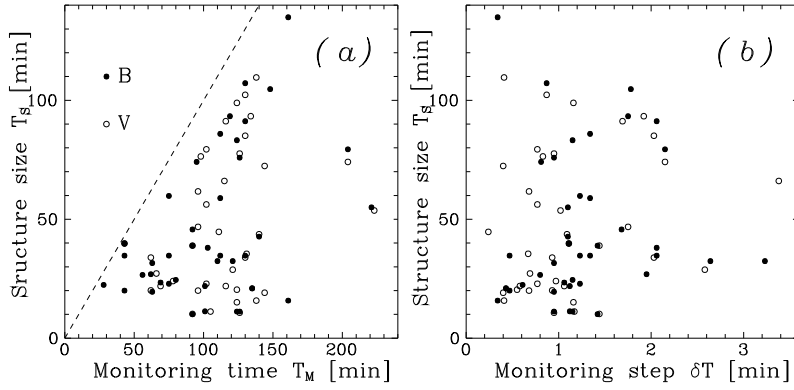 (a)
B
V
Sructure size T_S [min]
100
50
0
0
50
100
150
200
Monitoring time T_M [min]
(b)
Structure size T_S [min]
100
50
0
0
1
2
3
Monitoring step δT [min]